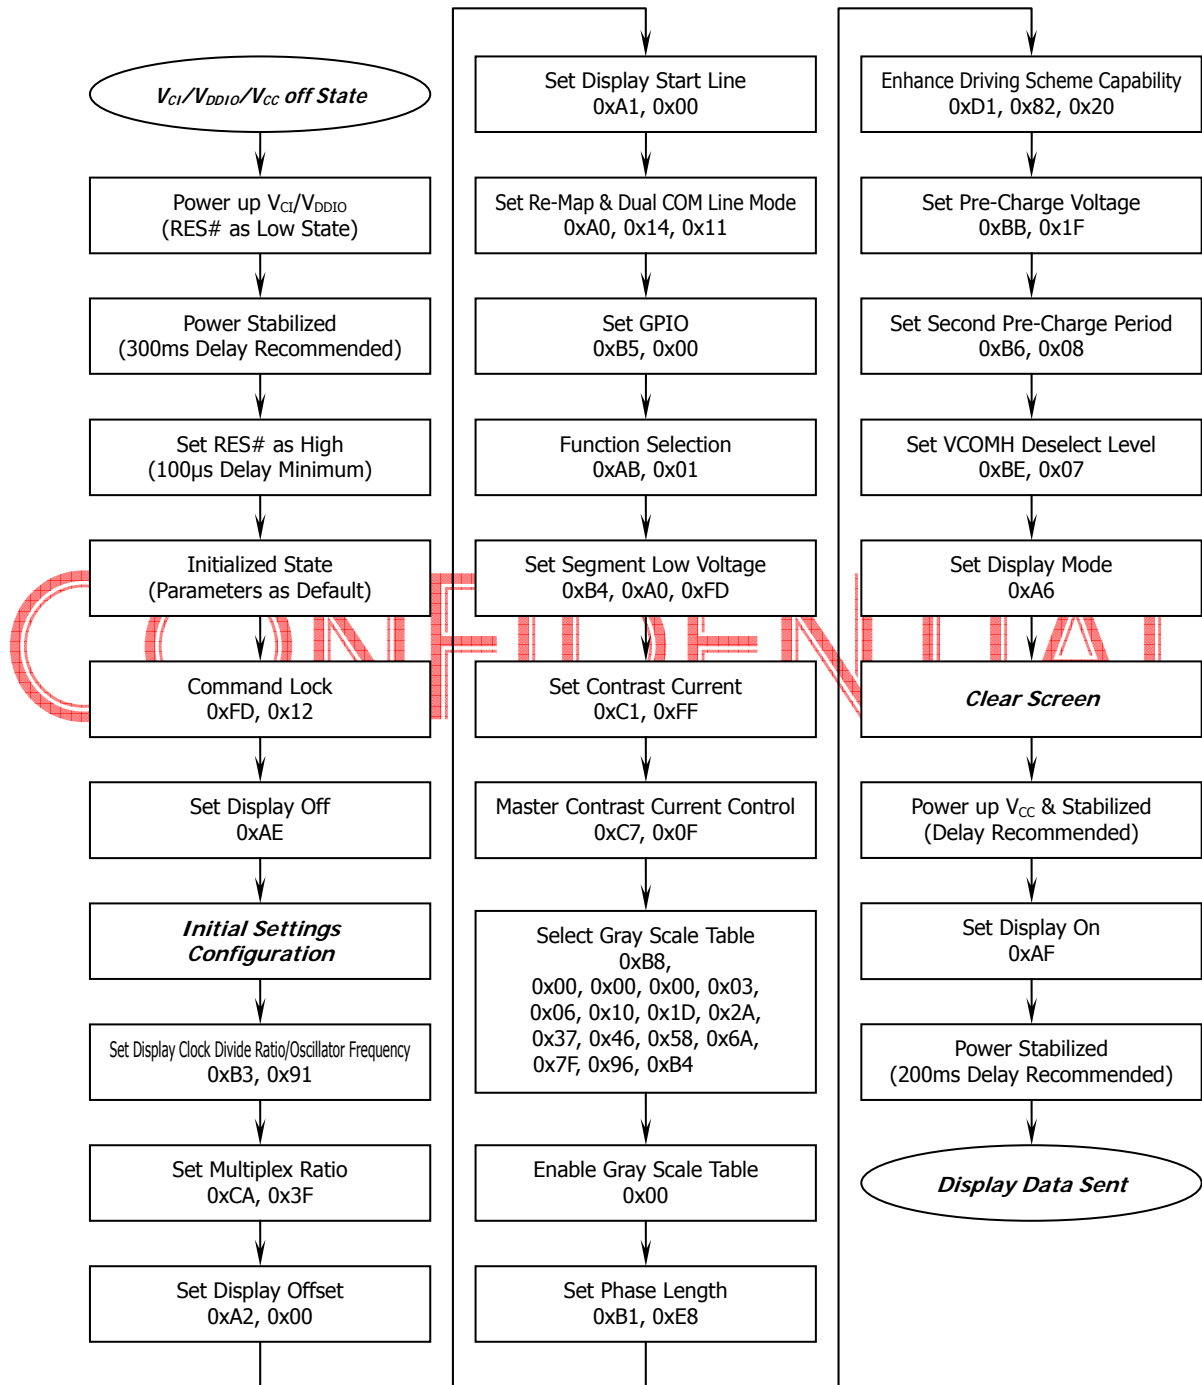 VCI/VDDIO/VCC off State
Power up VCI/VDDIO
(RES# as Low State)
Power Stabilized
(300ms Delay Recommended)
Set RES# as High
(100μs Delay Minimum)
Initialized State
(Parameters as Default)
Command Lock
0xFD, 0x12
Set Display Off
0xAE
Initial Settings
Configuration
Set Display Clock Divide Ratio/Oscillator Frequency
0xB3, 0x91
Set Multiplex Ratio
0xCA, 0x3F
Set Display Offset
0xA2, 0x00
Set Display Start Line
0xA1, 0x00
Set Re-Map & Dual COM Line Mode
0xA0, 0x14, 0x11
Set GPIO
0xB5, 0x00
Function Selection
0xAB, 0x01
Set Segment Low Voltage
0xB4, 0xA0, 0xFD
Set Contrast Current
0xC1, 0xFF
Master Contrast Current Control
0xC7, 0x0F
Select Gray Scale Table
0xB8,
0x00, 0x00, 0x00, 0x03,
0x06, 0x10, 0x1D, 0x2A,
0x37, 0x46, 0x58, 0x6A,
0x7F, 0x96, 0xB4
Enable Gray Scale Table
0x00
Set Phase Length
0xB1, 0xE8
Enhance Driving Scheme Capability
0xD1, 0x82, 0x20
Set Pre-Charge Voltage
0xBB, 0x1F
Set Second Pre-Charge Period
0xB6, 0x08
Set VCOMH Deselect Level
0xBE, 0x07
Set Display Mode
0xA6
Clear Screen
Power up VCC & Stabilized
(Delay Recommended)
Set Display On
0xAF
Power Stabilized
(200ms Delay Recommended)
Display Data Sent
CONFIDENTIAL